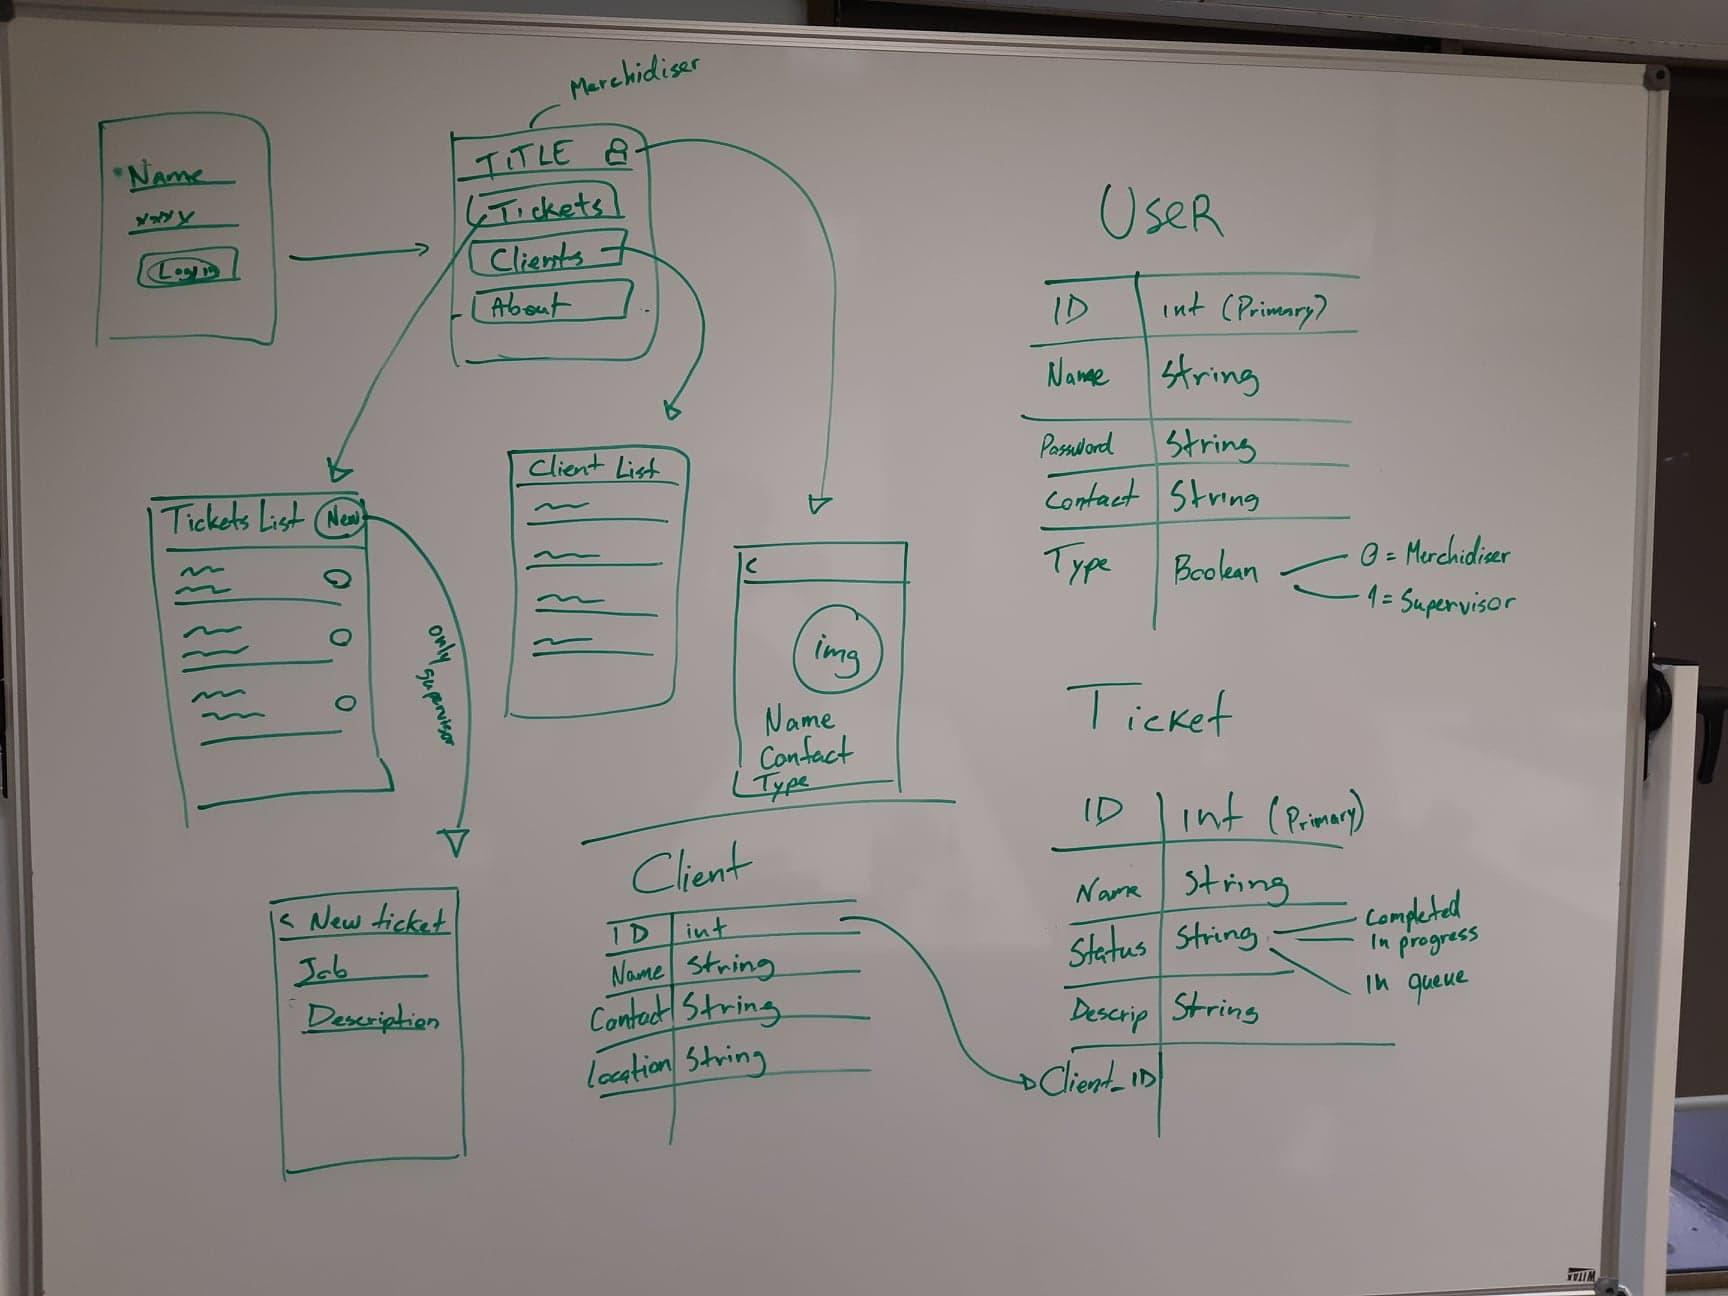 Merchidiser
Name
xxxx
Login
TITLE
Tickets
Clients
About
Tickets List New
only supervisor
Client List
<
img
Name
Contact
Type
< New ticket
Job
Description
Client
ID int
Name String
Contact String
Location String
User
ID int (Primary)
Name String
Password String
Contact String
Type Boolean
0 = Merchidiser
1 = Supervisor
Ticket
ID int (Primary)
Name String
Status String
Completed
In progress
In queue
Descrip String
Client_ID